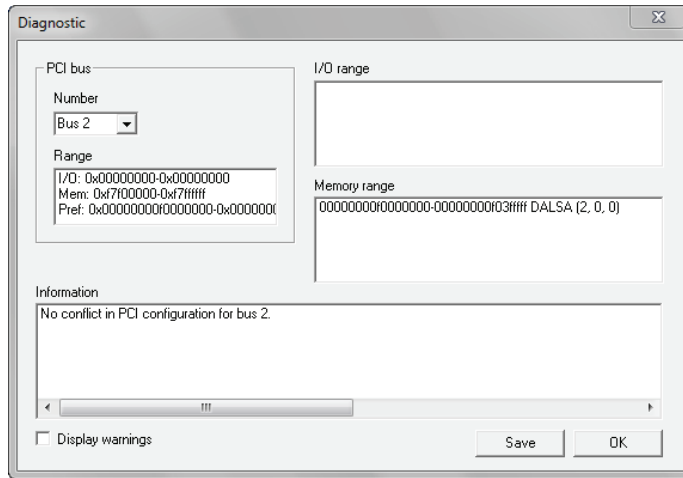 Diagnostic
PCI bus
Number
Bus 2
Range
I/O: 0x00000000-0x00000000
Mem: 0xf7f00000-0xf7ffffff
Pref: 0x00000000f0000000-0x0000000(
I/O range
Memory range
00000000f0000000-00000000f03fffff DALSA (2, 0, 0)
Information
No conflict in PCI configuration for bus 2.
Display warnings
Save
OK